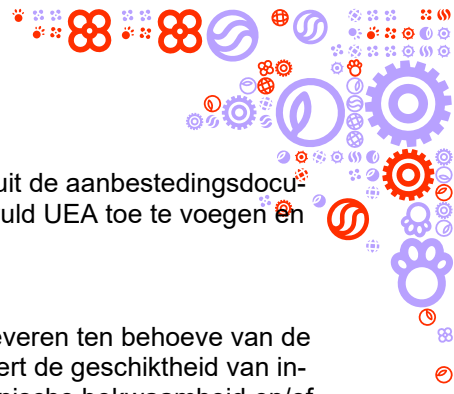 uit de aanbestedingsdocu-
uld UEA toe te voegen en
everen ten behoeve van de
ert de geschiktheid van in-